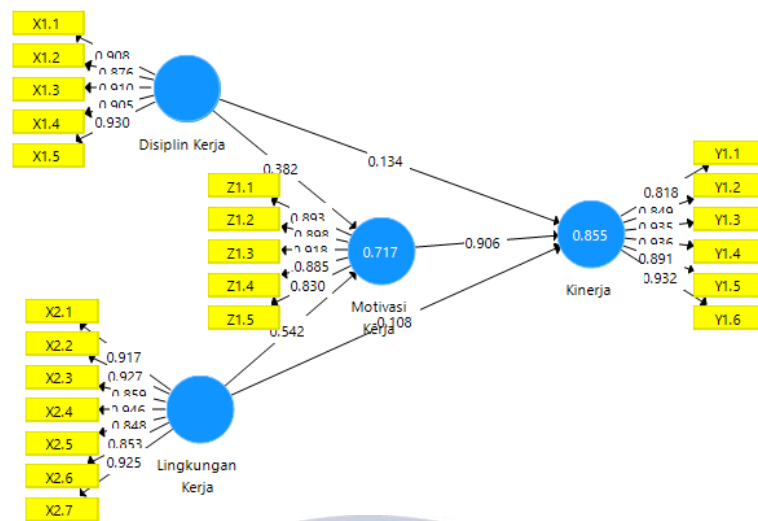 X1.1
X1.2
X1.3
X1.4
X1.5
0.908
0.876
0.910
0.905
0.930
Disiplin Kerja
0.382
0.134
Z1.1
Z1.2
Z1.3
Z1.4
Z1.5
0.893
0.898
0.918
0.885
0.830
0.717
Motivasi
Kerja
0.906
0.542
0.108
0.855
Kinerja
0.818
0.849
0.935
0.936
0.891
0.932
Y1.1
Y1.2
Y1.3
Y1.4
Y1.5
Y1.6
X2.1
X2.2
X2.3
X2.4
X2.5
X2.6
X2.7
0.917
0.927
0.859
0.946
0.848
0.853
0.925
Lingkungan
Kerja